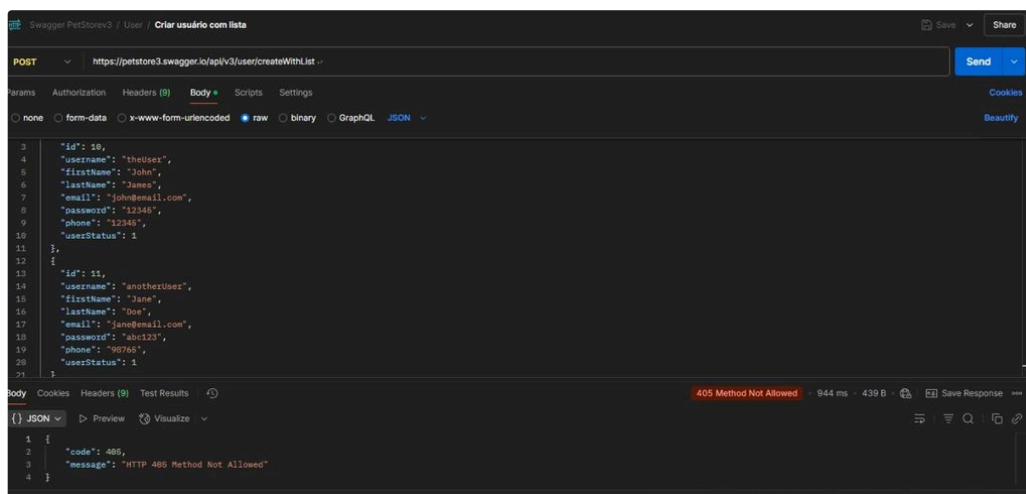 Swagger PetStorev3 / User / Criar usuário com lista Save Share
POST https://petstore3.swagger.io/api/v3/user/createWithList Send
Params Authorization Headers (9) Body Scripts Settings Cookies
none form-data x-www-form-urlencoded raw binary GraphQL JSON Beautify
3 "id": 10,
4 "username": "theUser",
5 "firstName": "John",
6 "lastName": "James",
7 "email": "john@email.com",
8 "password": "12345",
9 "phone": "12345",
10 "userStatus": 1
11 },
12 {
13 "id": 11,
14 "username": "anotherUser",
15 "firstName": "Jane",
16 "lastName": "Doe",
17 "email": "jane@email.com",
18 "password": "abc123",
19 "phone": "98765",
20 "userStatus": 1
21 }
Body Cookies Headers (9) Test Results 405 Method Not Allowed 944 ms 439 B Save Response
{} JSON Preview Visualize
1 {
2 "code": 405,
3 "message": "HTTP 405 Method Not Allowed"
4 }